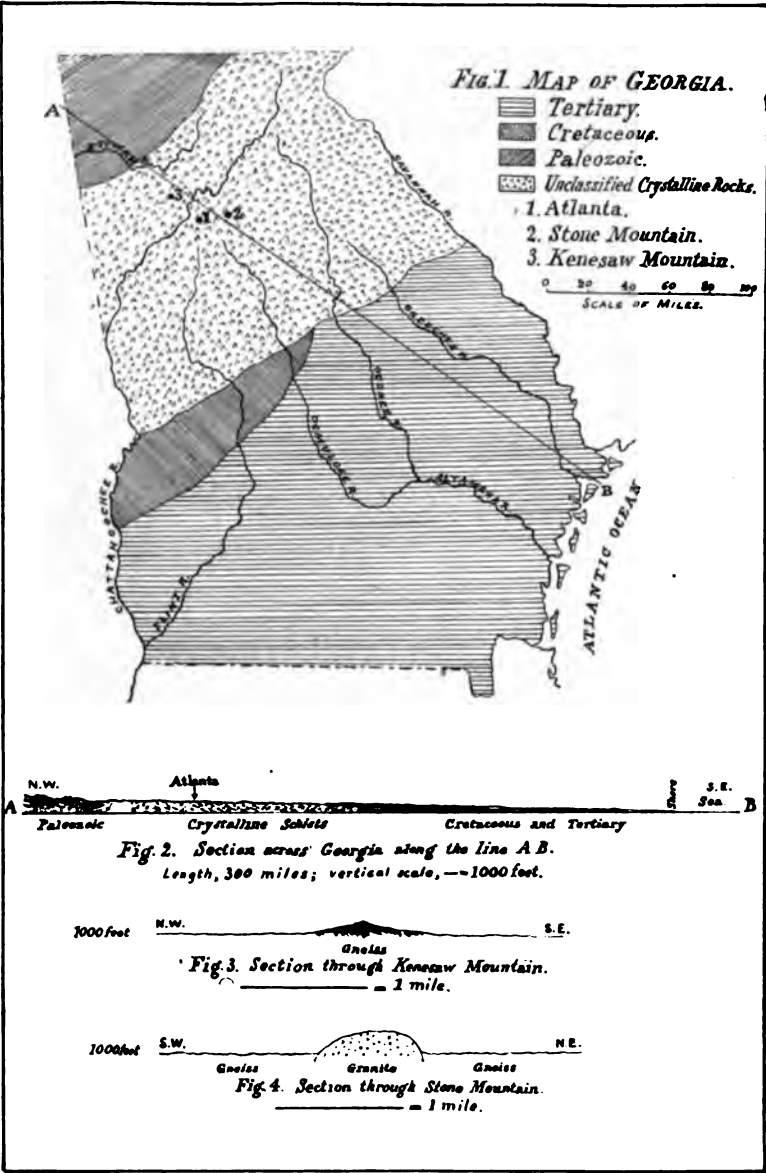 FIG. 1. MAP OF GEORGIA.
Tertiary.
Cretaceous.
Paleozoic.
Unclassified Crystalline Rocks.
1. Atlanta.
2. Stone Mountain.
3. Kenesaw Mountain.
0 20 40 60 80 100
SCALE OF MILES.
A
ETOWAH R.
SAVANNAH R.
3
1 2
OGEECHEE R.
OCONEE R.
OCMULGEE R.
ALTAMAHA R.
B
CHATTAHOOCHEE R.
FLINT R.
ATLANTIC OCEAN
N.W.
Atlanta
Shore
S.E.
Sea
A
B
Paleozoic Crystalline Schists Cretaceous and Tertiary
Fig. 2. Section across Georgia along the line A B.
Length, 300 miles; vertical scale, — = 1000 feet.
1000 feet N.W. S.E.
Gneiss
Fig. 3. Section through Kenesaw Mountain.
= 1 mile.
1000 feet S.W. N.E.
Gneiss Granite Gneiss
Fig. 4. Section through Stone Mountain.
= 1 mile.